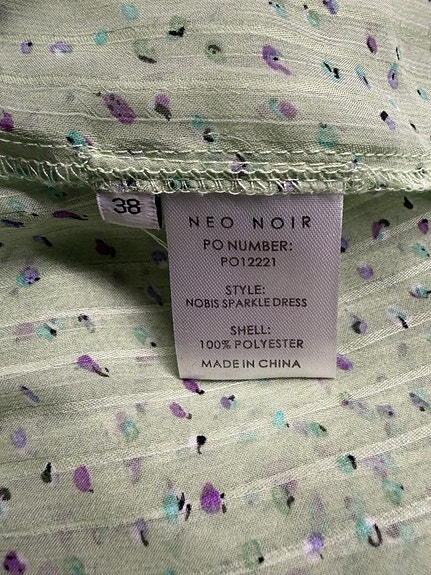 38
NEO NOIR
PO NUMBER:
PO12221
STYLE:
NOBIS SPARKLE DRESS
SHELL:
100% POLYESTER
MADE IN CHINA